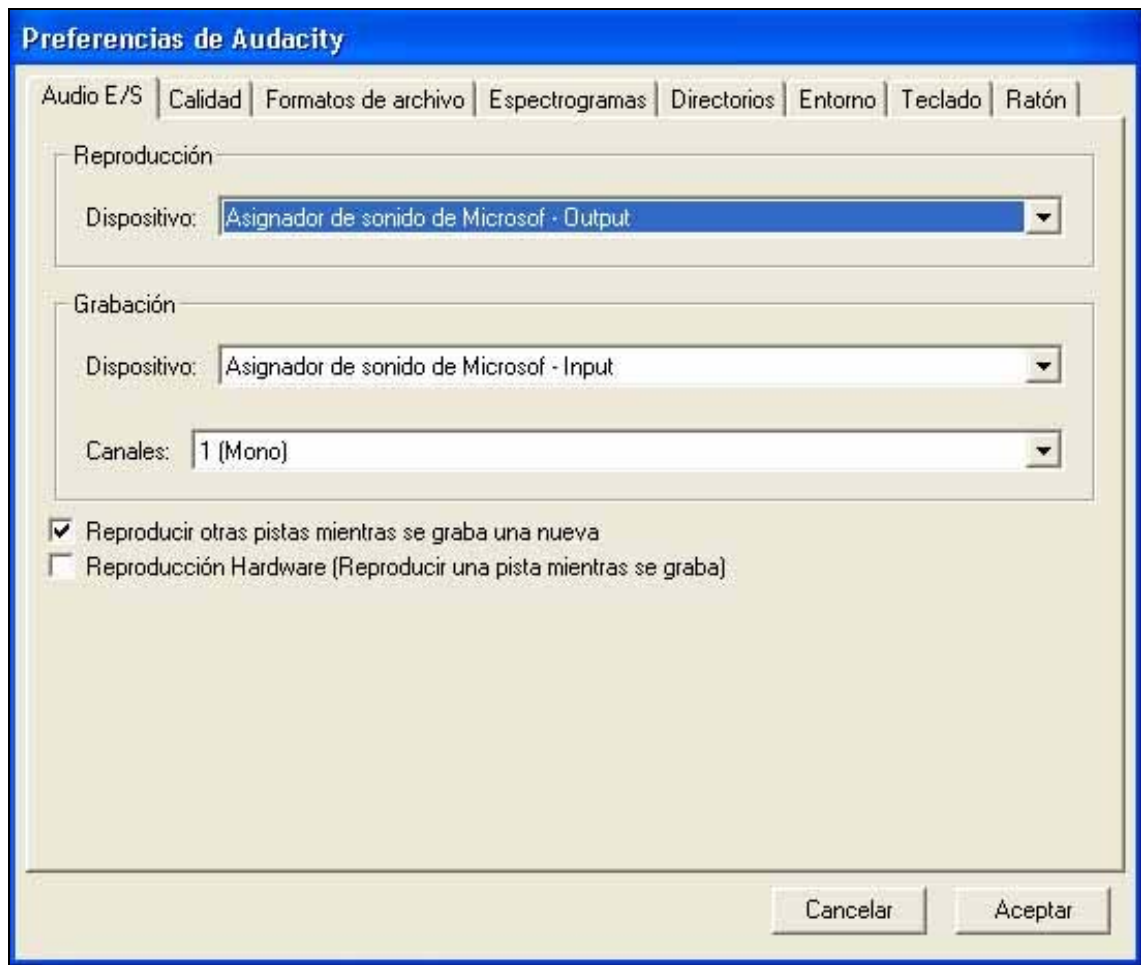 Preferencias de Audacity
Audio E/S Calidad Formatos de archivo Espectrogramas Directorios Entorno Teclado Ratón
Reproducción
Dispositivo: Asignador de sonido de Microsof - Output
Grabación
Dispositivo: Asignador de sonido de Microsof - Input
Canales: 1 (Mono)
Reproducir otras pistas mientras se graba una nueva
Reproducción Hardware (Reproducir una pista mientras se graba)
Cancelar Aceptar